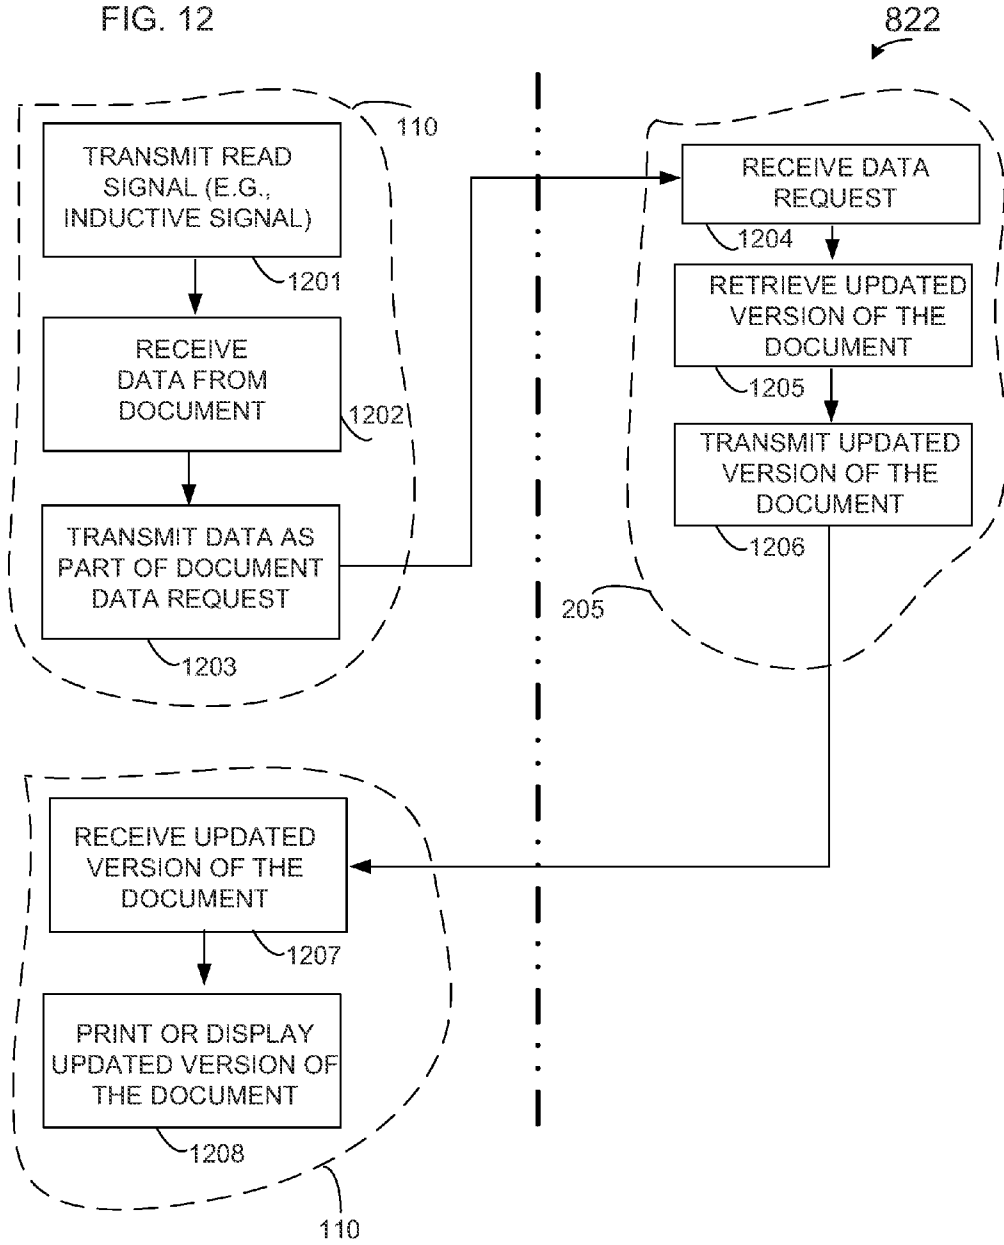 FIG. 12
822
110
TRANSMIT READ
SIGNAL (E.G.,
INDUCTIVE SIGNAL)
1201
RECEIVE
DATA FROM
DOCUMENT
1202
TRANSMIT DATA AS
PART OF DOCUMENT
DATA REQUEST
1203
RECEIVE DATA
REQUEST
1204
RETRIEVE UPDATED
VERSION OF THE
DOCUMENT
1205
TRANSMIT UPDATED
VERSION OF THE
DOCUMENT
1206
205
RECEIVE UPDATED
VERSION OF THE
DOCUMENT
1207
PRINT OR DISPLAY
UPDATED VERSION OF
THE DOCUMENT
1208
110